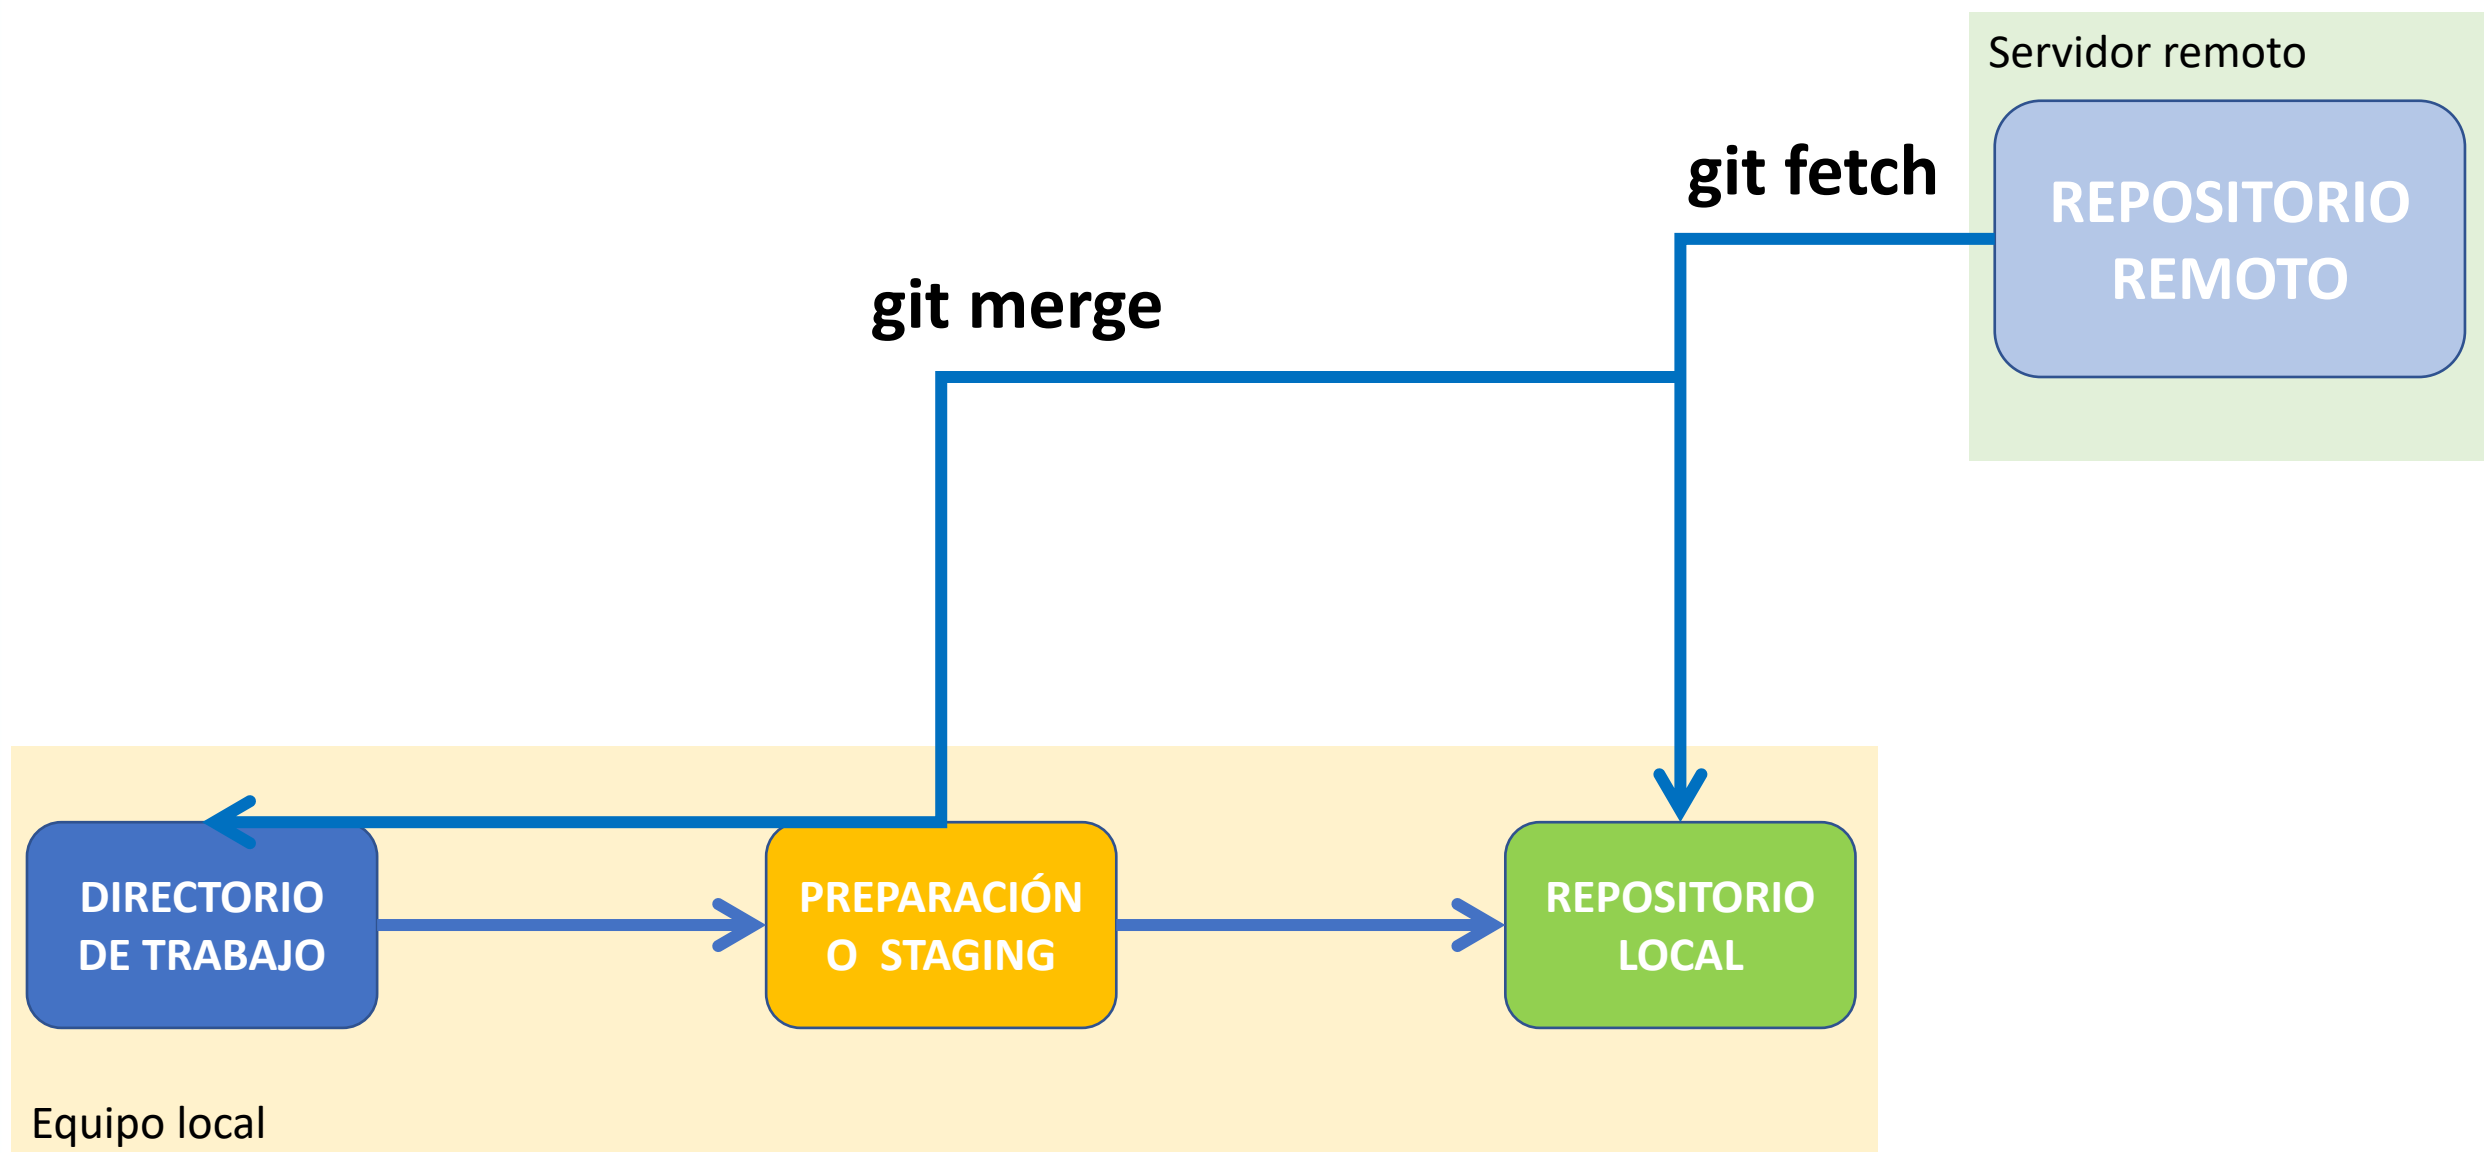 Servidor remoto
git fetch
REPOSITORIO
REMOTO
git merge
DIRECTORIO
DE TRABAJO
PREPARACIÓN
O STAGING
REPOSITORIO
LOCAL
Equipo local